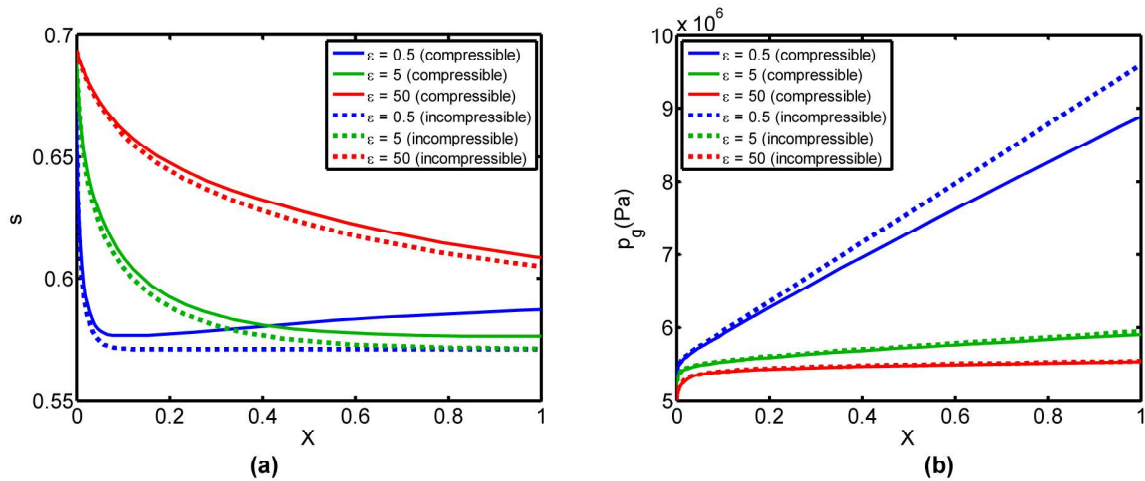 0.7
0.65
0.6
0.55
s
0
0.2
0.4
0.6
0.8
1
X
ε = 0.5 (compressible)
ε = 5 (compressible)
ε = 50 (compressible)
ε = 0.5 (incompressible)
ε = 5 (incompressible)
ε = 50 (incompressible)
(a)
x 10⁶
10
9
8
7
6
5
p_g(Pa)
0
0.2
0.4
0.6
0.8
1
X
ε = 0.5 (compressible)
ε = 5 (compressible)
ε = 50 (compressible)
ε = 0.5 (incompressible)
ε = 5 (incompressible)
ε = 50 (incompressible)
(b)